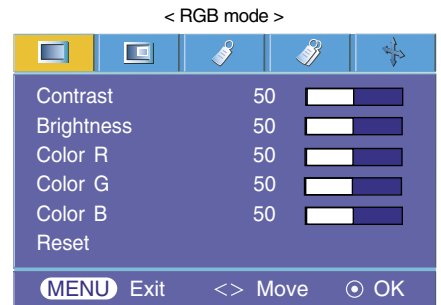 < RGB mode >
Contrast 50
Brightness 50
Color R 50
Color G 50
Color B 50
Reset
MENU Exit <> Move ⊙ OK